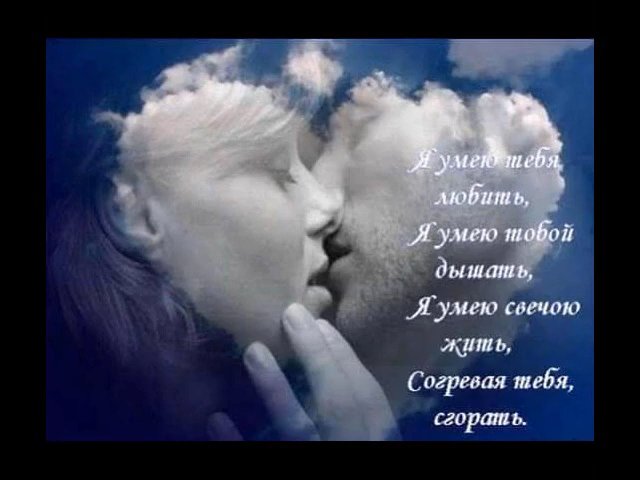 Я умею тебя
любить,
Я умею тобой
дышать,
Я умею свечою
жить,
Согревая тебя,
сгорать.